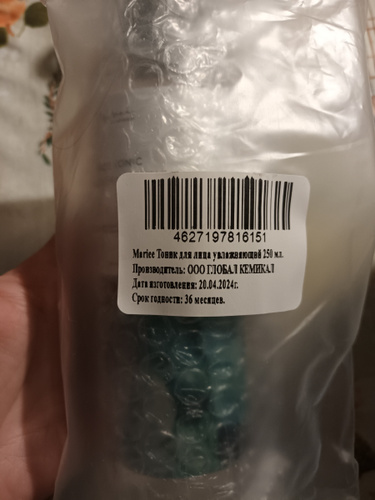 4627197816151
Mariee Тоник для лица увлажняющий 250 мл.
Производитель: ООО ГЛОБАЛ КЕМИКАЛ
Дата изготовления: 20.04.2024г.
Срок годности: 36 месяцев.